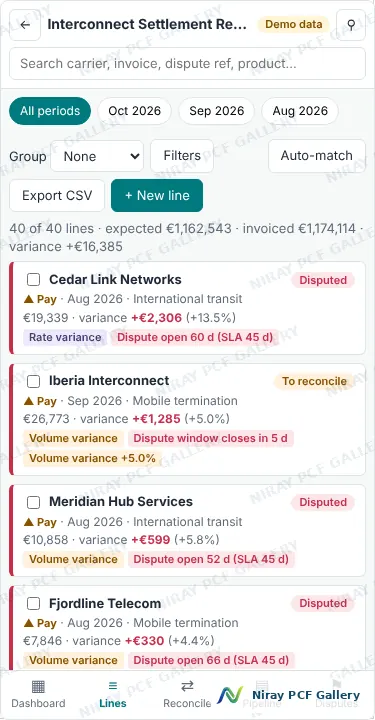 ← Interconnect Settlement Re... Demo data
Search carrier, invoice, dispute ref, product...
All periods Oct 2026 Sep 2026 Aug 2026
Group None Filters Auto-match
Export CSV + New line
40 of 40 lines · expected €1,162,543 · invoiced €1,174,114 ·
variance +€16,385
Cedar Link Networks Disputed
▲ Pay · Aug 2026 · International transit
€19,339 · variance +€2,306 (+13.5%)
Rate variance Dispute open 60 d (SLA 45 d)
Iberia Interconnect To reconcile
▲ Pay · Sep 2026 · Mobile termination
€26,773 · variance +€1,285 (+5.0%)
Volume variance Dispute window closes in 5 d
Volume variance +5.0%
Meridian Hub Services Disputed
▲ Pay · Aug 2026 · International transit
€10,858 · variance +€599 (+5.8%)
Volume variance Dispute open 52 d (SLA 45 d)
Fjordline Telecom Disputed
▲ Pay · Aug 2026 · Mobile termination
€7,846 · variance +€330 (+4.4%)
Volume variance Dispute open 66 d (SLA 45 d)
Dashboard Lines Reconcile Pipeline Disputes
Niray PCF Gallery
NIRAY PCF GALLERY